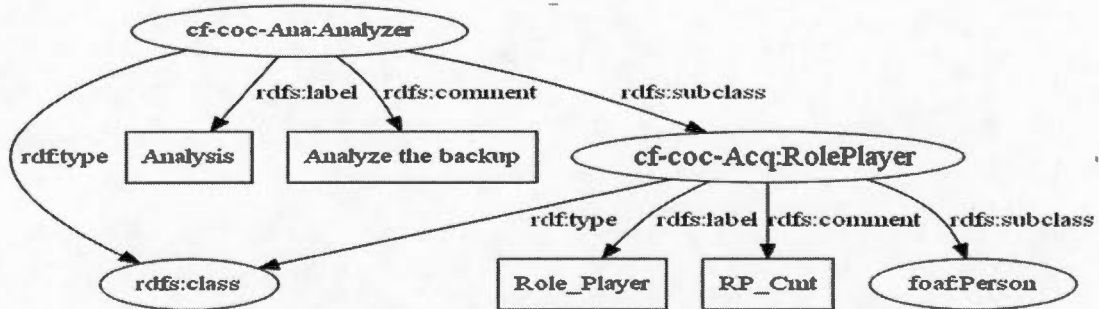 cf-coc-Ana:Analyzer
rdfs:label rdfs:comment rdfs:subclass
rdf:type Analysis Analyze the backup cf-coc-Acq:RolePlayer
rdf:type rdfs:label rdfs:comment rdfs:subclass
rdfs:class Role_Player RP_Cmt foaf:Person